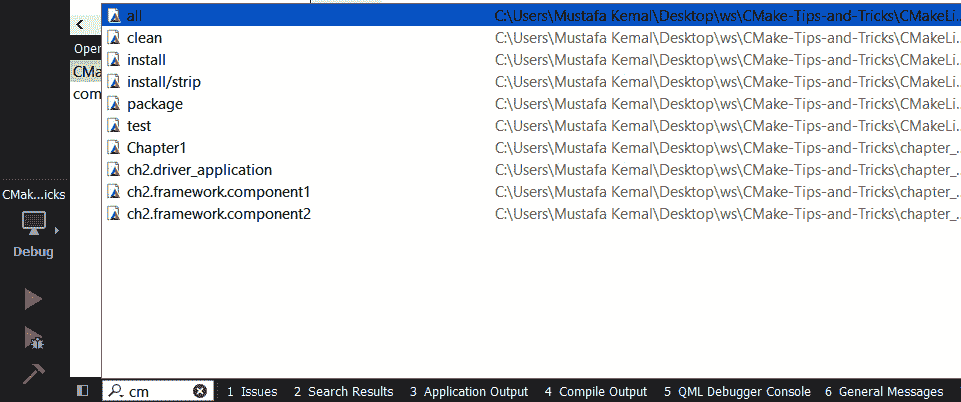 all C:\Users\Mustafa Kemal\Desktop\ws\CMake-Tips-and-Tricks\CMakeLi...
clean C:\Users\Mustafa Kemal\Desktop\ws\CMake-Tips-and-Tricks\CMakeLi...
Oper
install C:\Users\Mustafa Kemal\Desktop\ws\CMake-Tips-and-Tricks\CMakeLi...
CMa
install/strip C:\Users\Mustafa Kemal\Desktop\ws\CMake-Tips-and-Tricks\CMakeLi...
com
package C:\Users\Mustafa Kemal\Desktop\ws\CMake-Tips-and-Tricks\CMakeLi...
test C:\Users\Mustafa Kemal\Desktop\ws\CMake-Tips-and-Tricks\CMakeLi...
Chapter1 C:\Users\Mustafa Kemal\Desktop\ws\CMake-Tips-and-Tricks\chapter_...
ch2.driver_application C:\Users\Mustafa Kemal\Desktop\ws\CMake-Tips-and-Tricks\chapter_...
ch2.framework.component1 C:\Users\Mustafa Kemal\Desktop\ws\CMake-Tips-and-Tricks\chapter_...
ch2.framework.component2 C:\Users\Mustafa Kemal\Desktop\ws\CMake-Tips-and-Tricks\chapter_...
CMak...icks
Debug
cm 1 Issues 2 Search Results 3 Application Output 4 Compile Output 5 QML Debugger Console 6 General Messages